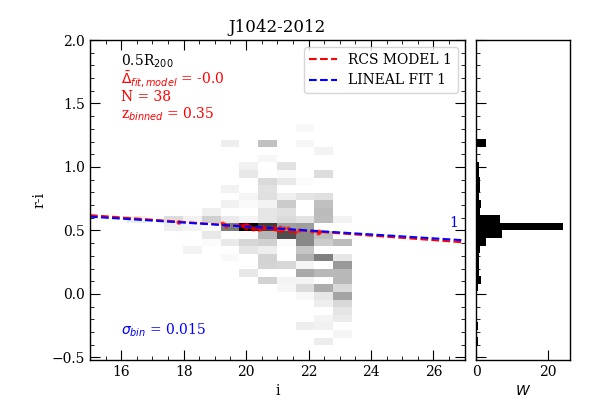 J1042-2012
0.5R200
Δ̄fit,model = -0.0
N = 38
zbinned = 0.35
RCS MODEL 1
LINEAL FIT 1
1
σbin = 0.015
2.0
1.5
1.0
0.5
0.0
−0.5
r-i
16 18 20 22 24 26
i
0 20
W